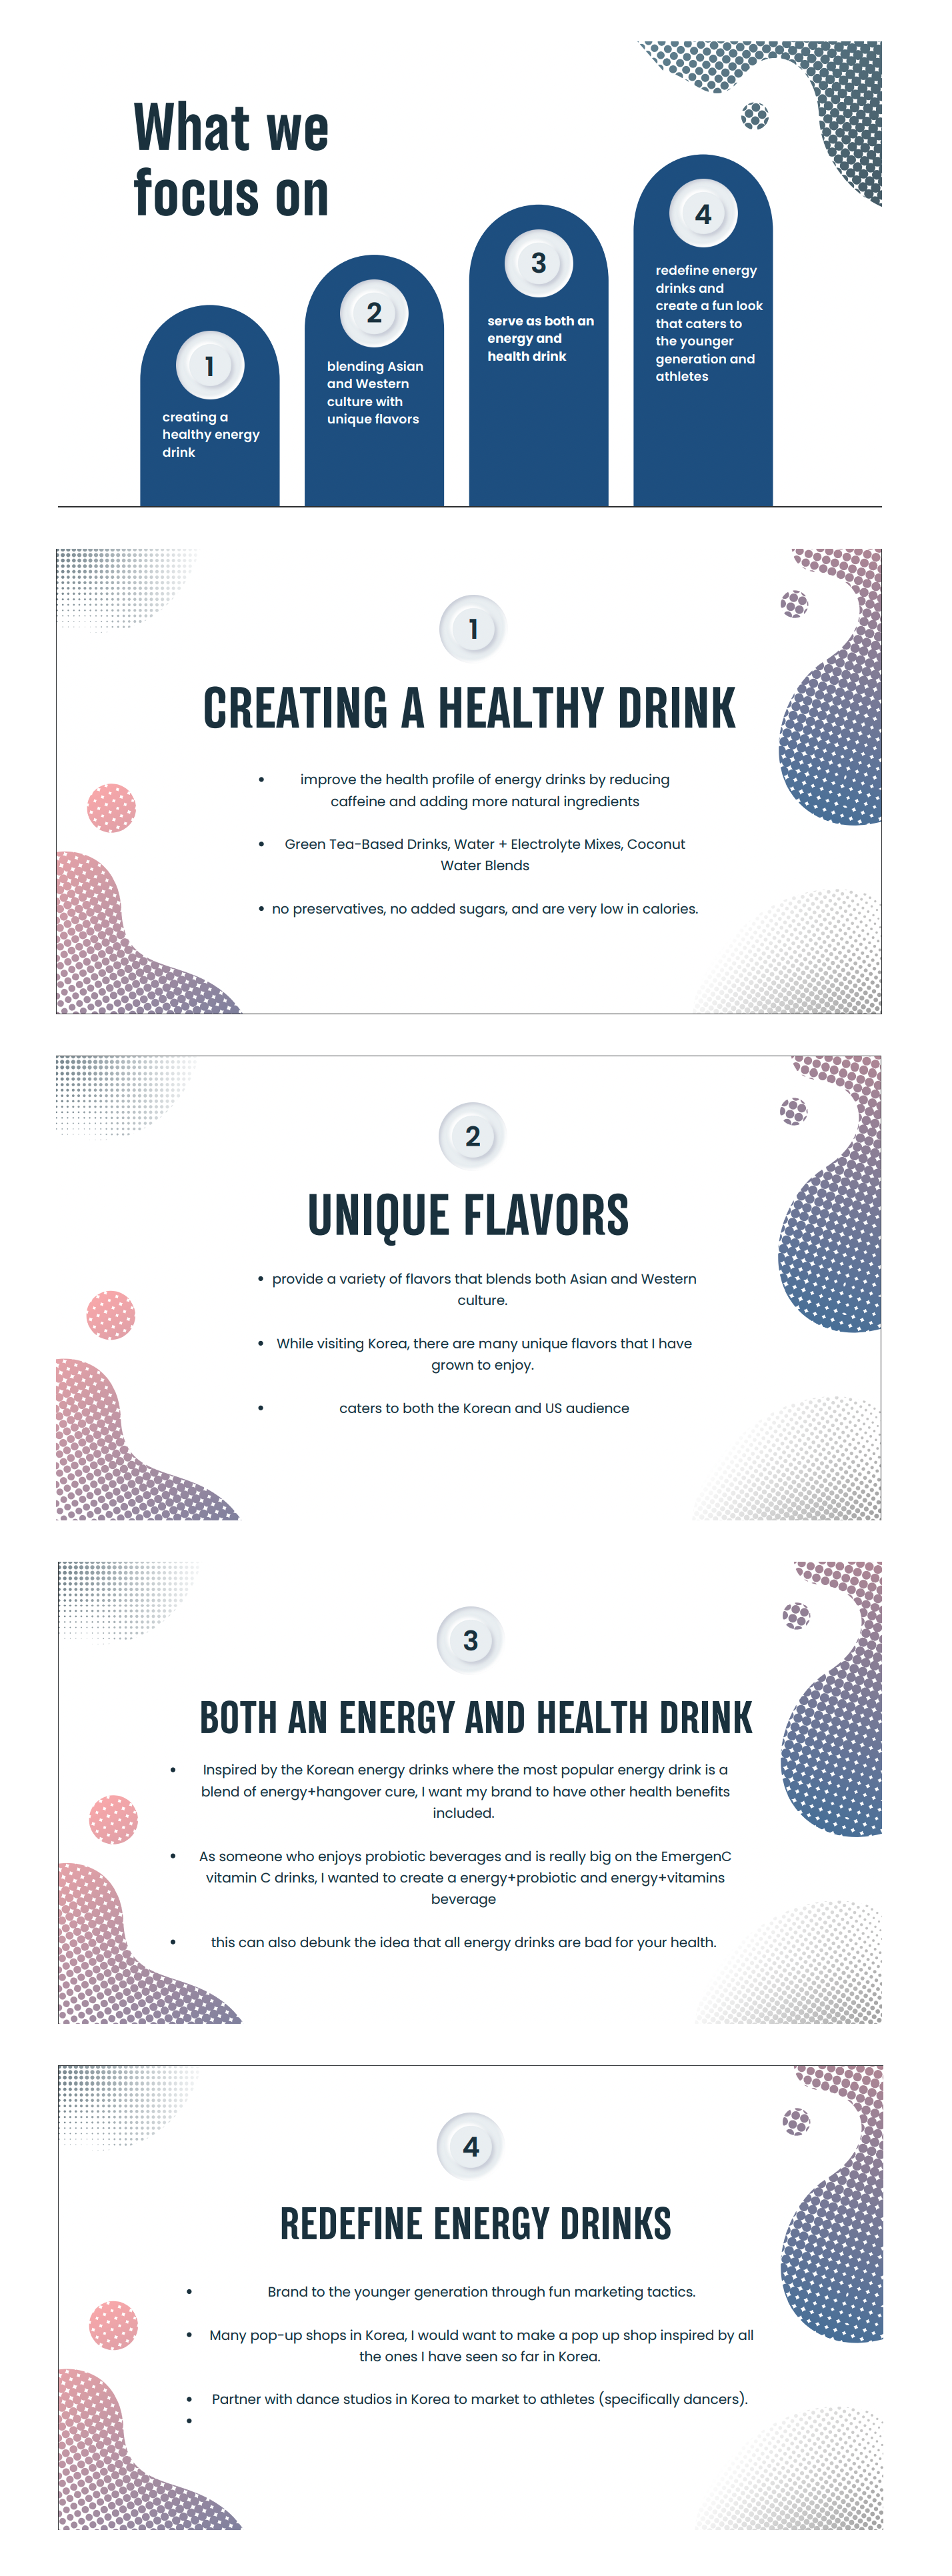 What we
focus on
1
creating a
healthy energy
drink
2
blending Asian
and Western
culture with
unique flavors
3
serve as both an
energy and
health drink
4
redefine energy
drinks and
create a fun look
that caters to
the younger
generation and
athletes
1
CREATING A HEALTHY DRINK
• improve the health profile of energy drinks by reducing
caffeine and adding more natural ingredients
• Green Tea-Based Drinks, Water + Electrolyte Mixes, Coconut
Water Blends
• no preservatives, no added sugars, and are very low in calories.
2
UNIQUE FLAVORS
• provide a variety of flavors that blends both Asian and Western
culture.
• While visiting Korea, there are many unique flavors that I have
grown to enjoy.
• caters to both the Korean and US audience
3
BOTH AN ENERGY AND HEALTH DRINK
• Inspired by the Korean energy drinks where the most popular energy drink is a
blend of energy+hangover cure, I want my brand to have other health benefits
included.
• As someone who enjoys probiotic beverages and is really big on the EmergenC
vitamin C drinks, I wanted to create a energy+probiotic and energy+vitamins
beverage
• this can also debunk the idea that all energy drinks are bad for your health.
4
REDEFINE ENERGY DRINKS
• Brand to the younger generation through fun marketing tactics.
• Many pop-up shops in Korea, I would want to make a pop up shop inspired by all
the ones I have seen so far in Korea.
• Partner with dance studios in Korea to market to athletes (specifically dancers).
•